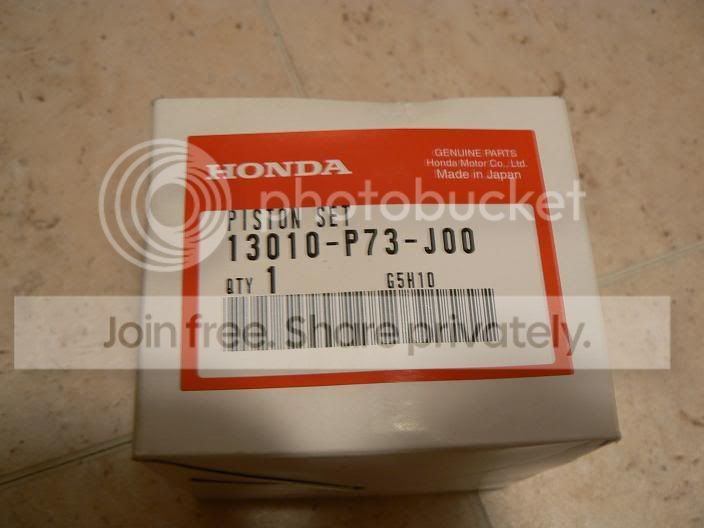 HONDA
GENUINE PARTS
Honda Motor Co., Ltd.
Made in Japan
photobucket
PISTON SET
13010-P73-J00
QTY 1 G5H10
Join free. Share privately.